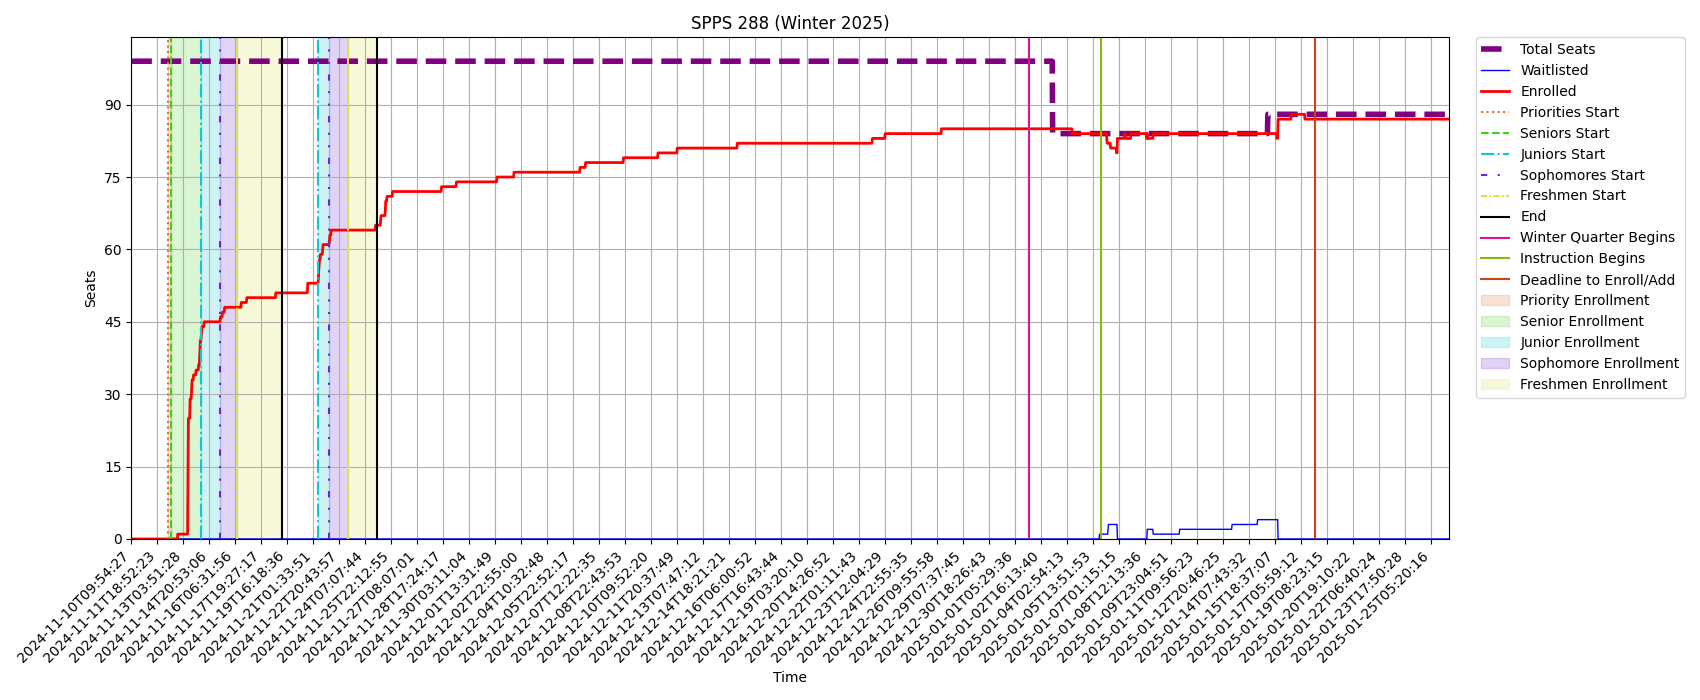 SPPS 288 (Winter 2025)
Seats
90
75
60
45
30
15
0
2024-11-10T09:54:27
2024-11-11T18:52:23
2024-11-13T03:51:28
2024-11-14T20:53:06
2024-11-16T06:31:56
2024-11-17T19:27:17
2024-11-19T16:18:36
2024-11-21T01:33:51
2024-11-22T20:43:57
2024-11-24T07:07:44
2024-11-25T22:12:55
2024-11-27T08:07:01
2024-11-28T17:24:17
2024-11-30T03:11:04
2024-12-01T13:31:49
2024-12-02T22:55:00
2024-12-04T10:32:48
2024-12-05T22:52:17
2024-12-07T12:22:35
2024-12-08T22:43:53
2024-12-10T09:52:20
2024-12-11T20:37:49
2024-12-13T07:47:12
2024-12-14T18:21:21
2024-12-16T06:00:52
2024-12-17T16:43:44
2024-12-19T03:20:10
2024-12-20T14:26:52
2024-12-22T01:11:43
2024-12-23T12:04:29
2024-12-24T22:55:35
2024-12-26T09:55:58
2024-12-29T07:37:45
2024-12-30T18:26:43
2025-01-01T05:29:36
2025-01-02T16:13:40
2025-01-04T02:54:13
2025-01-05T13:51:53
2025-01-07T01:15:15
2025-01-08T12:13:36
2025-01-09T23:04:51
2025-01-11T09:56:23
2025-01-12T20:46:25
2025-01-14T07:43:32
2025-01-15T18:37:07
2025-01-17T05:59:12
2025-01-19T08:23:15
2025-01-20T19:10:22
2025-01-22T06:40:24
2025-01-23T17:50:28
2025-01-25T05:20:16
Time
Total Seats
Waitlisted
Enrolled
Priorities Start
Seniors Start
Juniors Start
Sophomores Start
Freshmen Start
End
Winter Quarter Begins
Instruction Begins
Deadline to Enroll/Add
Priority Enrollment
Senior Enrollment
Junior Enrollment
Sophomore Enrollment
Freshmen Enrollment